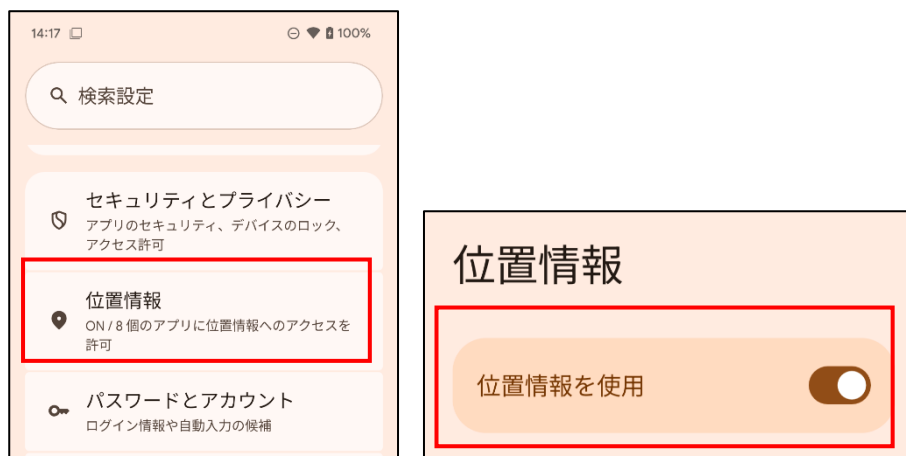 14:17
100%
検索設定
セキュリティとプライバシー
アプリのセキュリティ、デバイスのロック、
アクセス許可
位置情報
ON / 8 個のアプリに位置情報へのアクセスを
許可
パスワードとアカウント
ログイン情報や自動入力の候補
位置情報
位置情報を使用